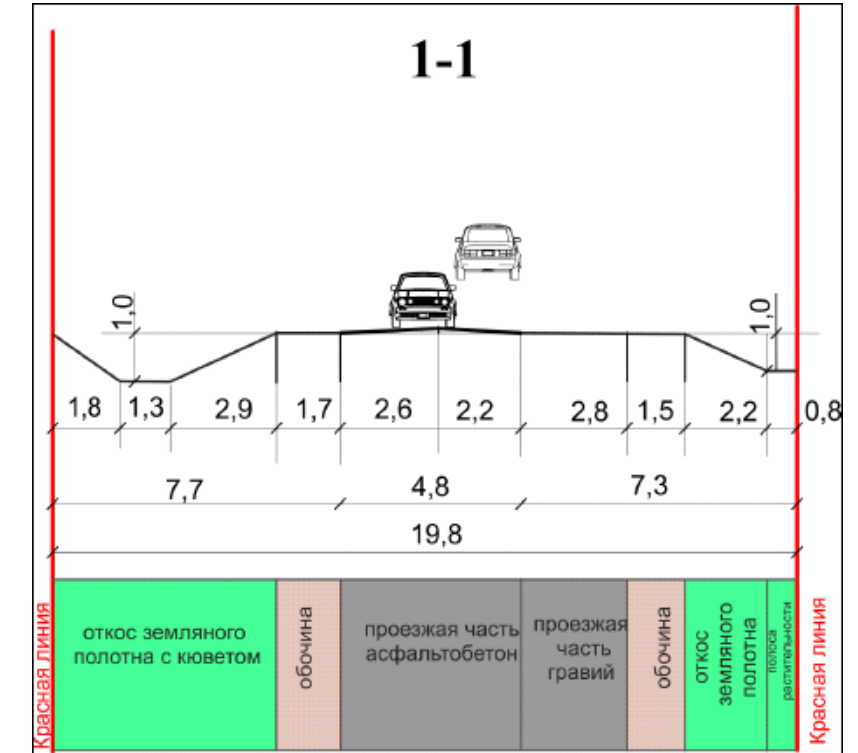 1-1
1,0
1,0
1,8
1,3
2,9
1,7
2,6
2,2
2,8
1,5
2,2
0,8
7,7
4,8
7,3
19,8
Красная линия
откос земляного
полотна с кюветом
обочина
проезжая часть
асфальтобетон
проезжая
часть
гравий
обочина
откос
земляного
полотна
полоса
растительности
Красная линия